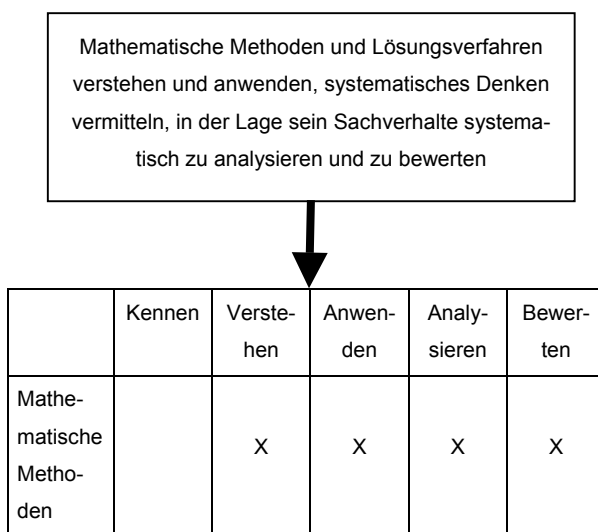 Mathematische Methoden und Lösungsverfahren
verstehen und anwenden, systematisches Denken
vermitteln, in der Lage sein Sachverhalte systema-
tisch zu analysieren und zu bewerten
Kennen Verste- Anwen- Analy- Bewer-
hen den sieren ten
Mathe-
matische
Metho-
den
X X X X